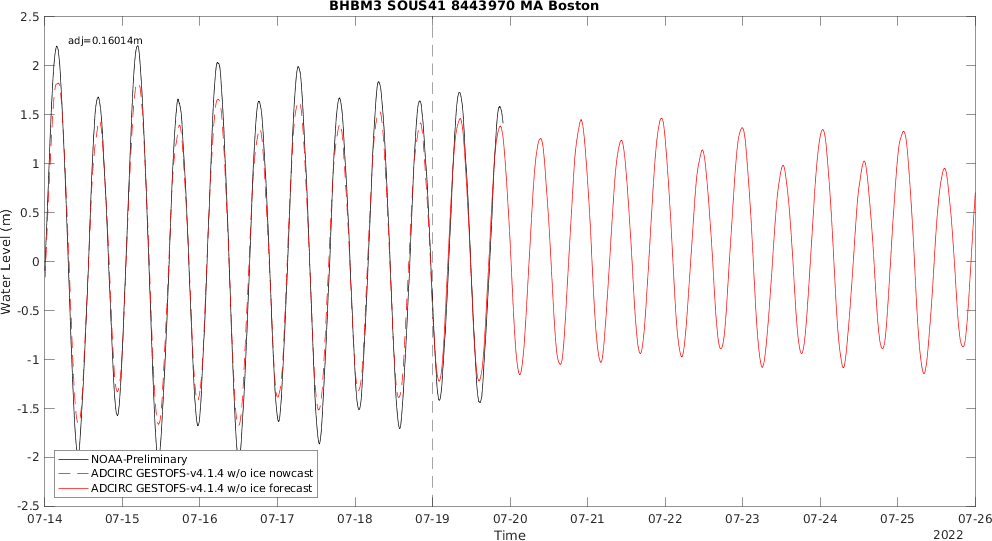 BHBM3 SOUS41 8443970 MA Boston
adj=0.16014m
2.5
2
1.5
1
0.5
0
-0.5
-1
-1.5
-2
-2.5
Water Level (m)
NOAA-Preliminary
ADCIRC GESTOFS-v4.1.4 w/o ice nowcast
ADCIRC GESTOFS-v4.1.4 w/o ice forecast
07-14 07-15 07-16 07-17 07-18 07-19 07-20 07-21 07-22 07-23 07-24 07-25 07-26
Time
2022